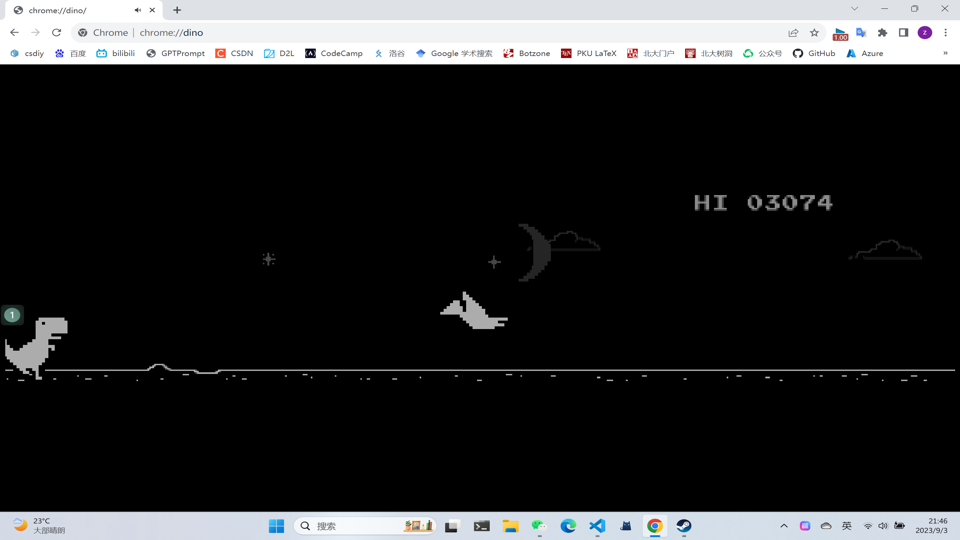 chrome://dino/
Chrome | chrome://dino
1.00
z
csdiy 百度 bilibili GPTPrompt CSDN D2L CodeCamp 洛谷 Google 学术搜索 Botzone PKU LaTeX 北大门户 北大树洞 公众号 GitHub Azure »
HI 03074
1
23°C
大部晴朗
搜索
英
21:46
2023/9/3